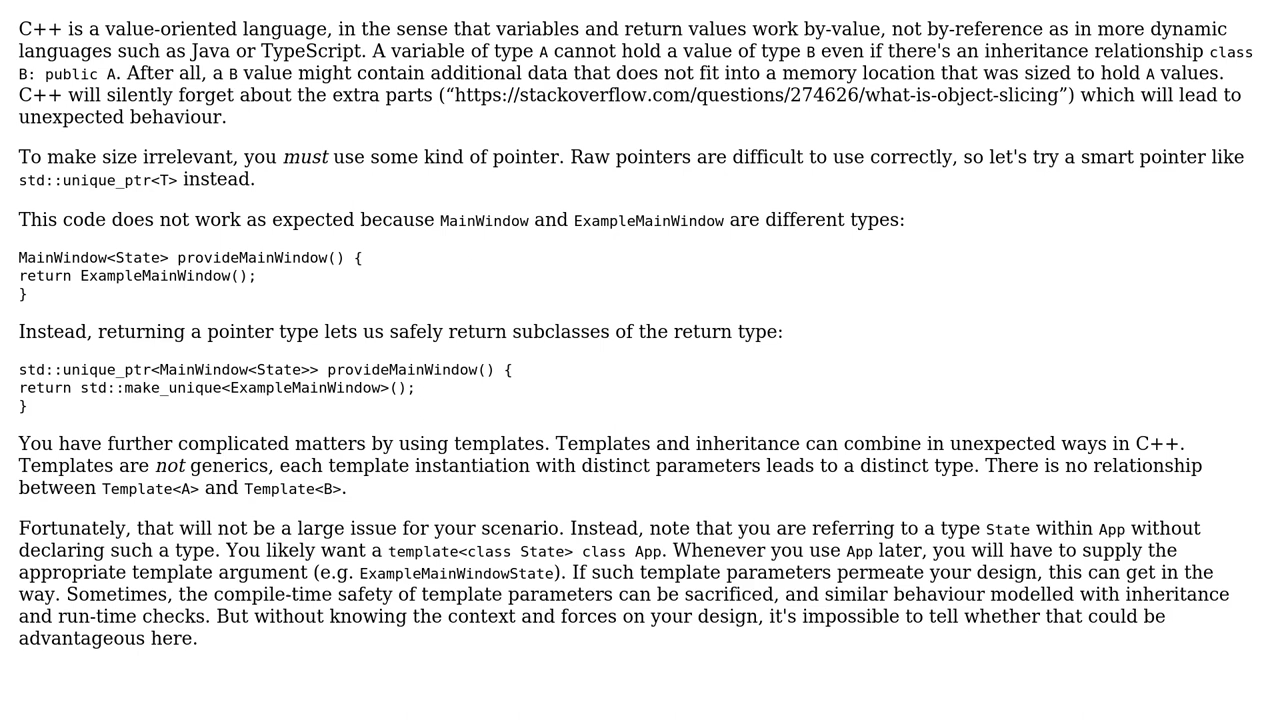 C++ is a value-oriented language, in the sense that variables and return values work by-value, not by-reference as in more dynamic
languages such as Java or TypeScript. A variable of type A cannot hold a value of type B even if there's an inheritance relationship class
B: public A. After all, a B value might contain additional data that does not fit into a memory location that was sized to hold A values.
C++ will silently forget about the extra parts (“https://stackoverflow.com/questions/274626/what-is-object-slicing”) which will lead to
unexpected behaviour.
To make size irrelevant, you must use some kind of pointer. Raw pointers are difficult to use correctly, so let's try a smart pointer like
std::unique_ptr<T> instead.
This code does not work as expected because MainWindow and ExampleMainWindow are different types:
MainWindow<State> provideMainWindow() {
return ExampleMainWindow();
}
Instead, returning a pointer type lets us safely return subclasses of the return type:
std::unique_ptr<MainWindow<State>> provideMainWindow() {
return std::make_unique<ExampleMainWindow>();
}
You have further complicated matters by using templates. Templates and inheritance can combine in unexpected ways in C++.
Templates are not generics, each template instantiation with distinct parameters leads to a distinct type. There is no relationship
between Template<A> and Template<B>.
Fortunately, that will not be a large issue for your scenario. Instead, note that you are referring to a type State within App without
declaring such a type. You likely want a template<class State> class App. Whenever you use App later, you will have to supply the
appropriate template argument (e.g. ExampleMainWindowState). If such template parameters permeate your design, this can get in the
way. Sometimes, the compile-time safety of template parameters can be sacrificed, and similar behaviour modelled with inheritance
and run-time checks. But without knowing the context and forces on your design, it's impossible to tell whether that could be
advantageous here.